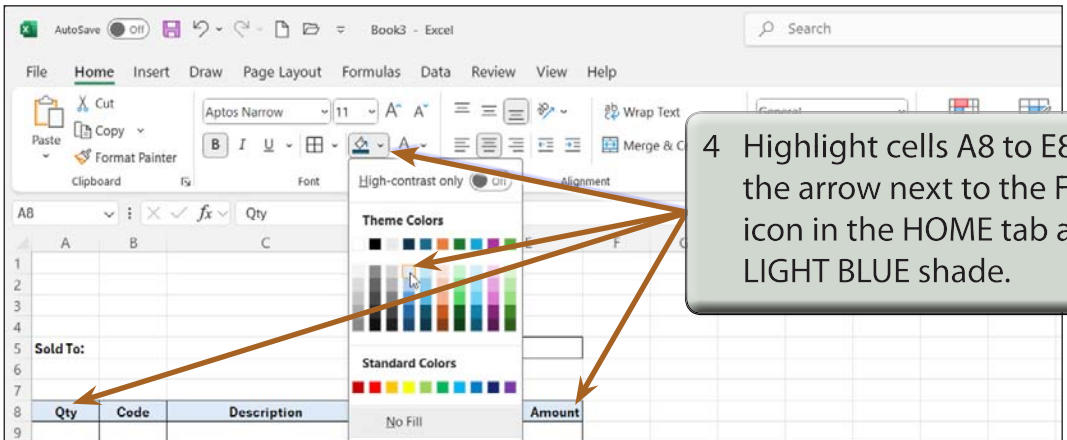 AutoSave Off Book3 - Excel Search
File Home Insert Draw Page Layout Formulas Data Review View Help
Paste
Cut
Copy
Format Painter
Clipboard
Aptos Narrow 11 A A
B I U A
Font
Wrap Text
Merge &
Alignment
General
High-contrast only Off
A8 fx Qty
Theme Colors
A B C E F
1
2
3
4
5 Sold To:
6
7
8 Qty Code Description Amount
9
Standard Colors
No Fill
4 Highlight cells A8 to E8
the arrow next to the
icon in the HOME tab
LIGHT BLUE shade.